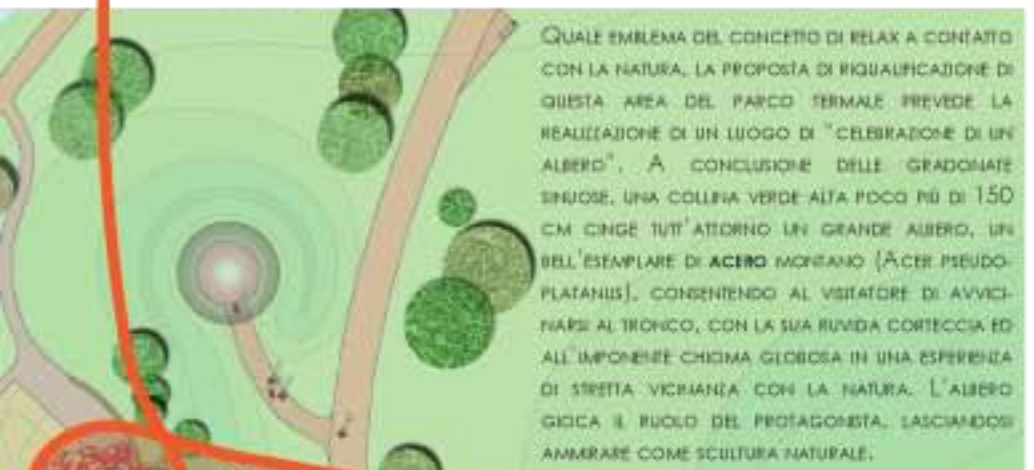 QUALE EMBLEMA DEL CONCETTO DI RELAX A CONTATTO
CON LA NATURA, LA PROPOSTA DI RIQUALIFICAZIONE DI
QUESTA AREA DEL PARCO TERMALE PREVEDE LA
REALIZZAZIONE DI UN LUOGO DI "CELEBRAZIONE DI UN
ALBERO". A CONCLUSIONE DELLE GRADONATE
SINUOSE, UNA COLLINA VERDE ALTA POCO PIÙ DI 150
CM CINGE TUTT'ATTORNO UN GRANDE ALBERO, UN
BELL'ESEMPLARE DI ACERO MONTANO (ACER PSEUDO-
PLATANUS), CONSENTENDO AL VISITATORE DI AVVICI-
NARSI AL TRONCO, CON LA SUA RUVIDA CORTECCIA ED
ALL'IMPONENTE CHIOMA GLOBOSA IN UNA ESPERIENZA
DI STRETTA VICINANZA CON LA NATURA. L'ALBERO
GIOCA IL RUOLO DEL PROTAGONISTA, LASCIANDOSI
AMMIRARE COME SCULTURA NATURALE.